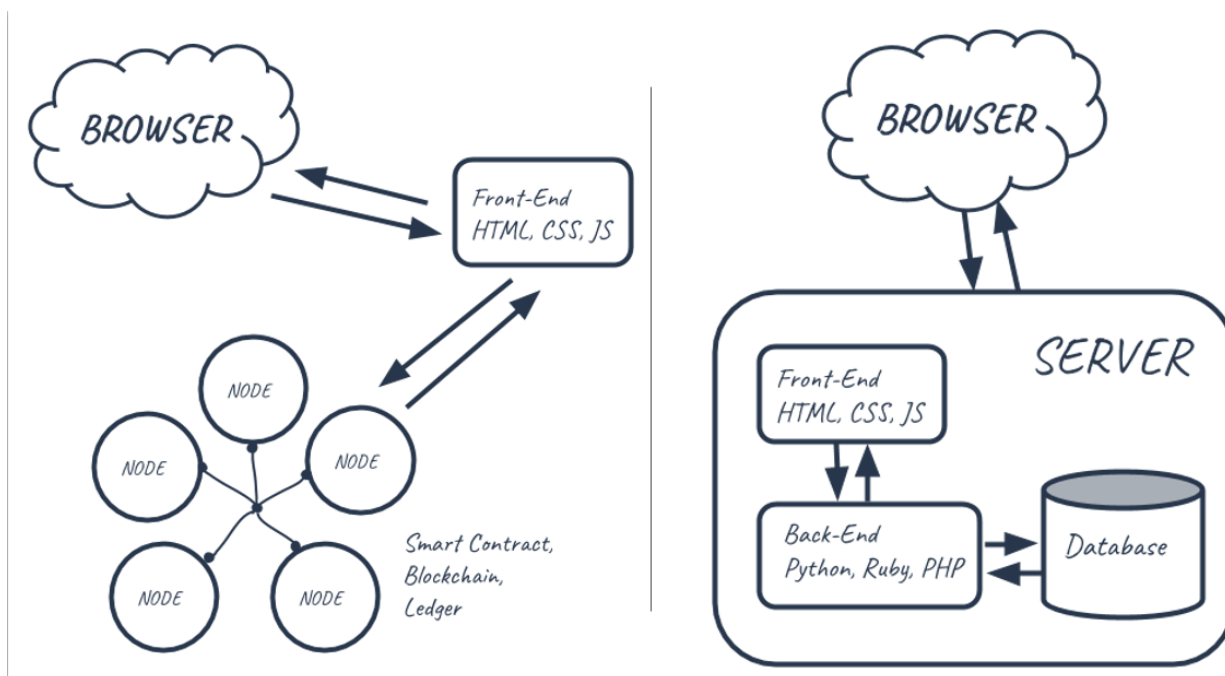 BROWSER
Front-End
HTML, CSS, JS
NODE
NODE
NODE
NODE
NODE
Smart Contract,
Blockchain,
Ledger
BROWSER
SERVER
Front-End
HTML, CSS, JS
Back-End
Python, Ruby, PHP
Database